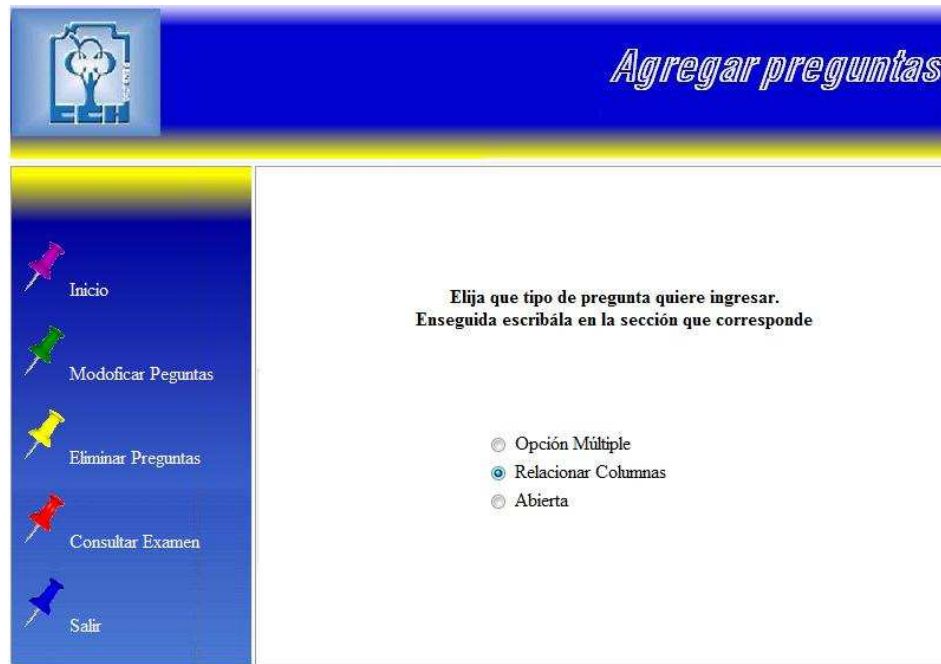 CCH
Agregar preguntas
Inicio
Modoficar Peguntas
Eliminar Preguntas
Consultar Examen
Salir
Elija que tipo de pregunta quiere ingresar.
Enseguida escribála en la sección que corresponde
Opción Múltiple
Relacionar Columnas
Abierta